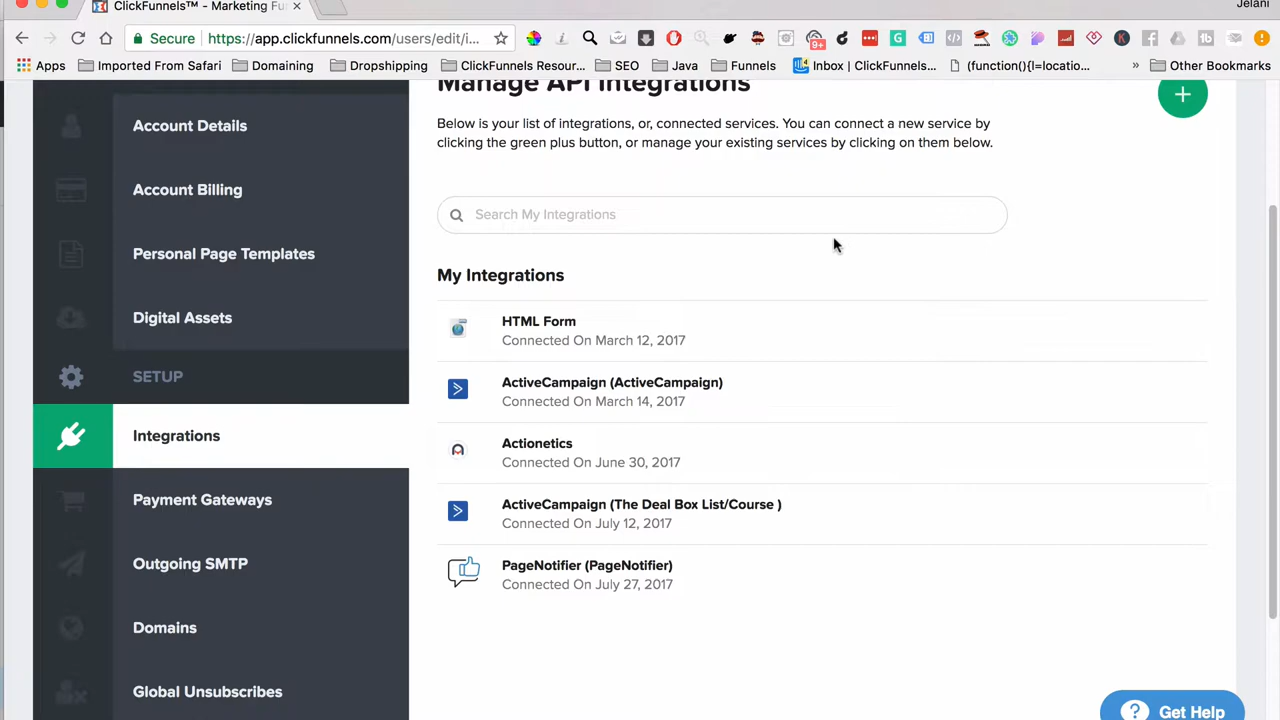 ClickFunnels™ - Marketing Fu
Jelani
Secure
https://app.clickfunnels.com/users/edit/i...
9+
Apps
Imported From Safari
Domaining
Dropshipping
ClickFunnels Resour...
SEO
Java
Funnels
4
Inbox | ClickFunnels...
(function(){l=locatio...
»
Other Bookmarks
Manage API Integrations
Below is your list of integrations, or, connected services. You can connect a new service by
clicking the green plus button, or manage your existing services by clicking on them below.
Search My Integrations
My Integrations
HTML Form
Connected On March 12, 2017
ActiveCampaign (ActiveCampaign)
Connected On March 14, 2017
Actionetics
Connected On June 30, 2017
ActiveCampaign (The Deal Box List/Course )
Connected On July 12, 2017
PageNotifier (PageNotifier)
Connected On July 27, 2017
Account Details
Account Billing
Personal Page Templates
Digital Assets
SETUP
Integrations
Payment Gateways
Outgoing SMTP
Domains
Global Unsubscribes
? Get Help